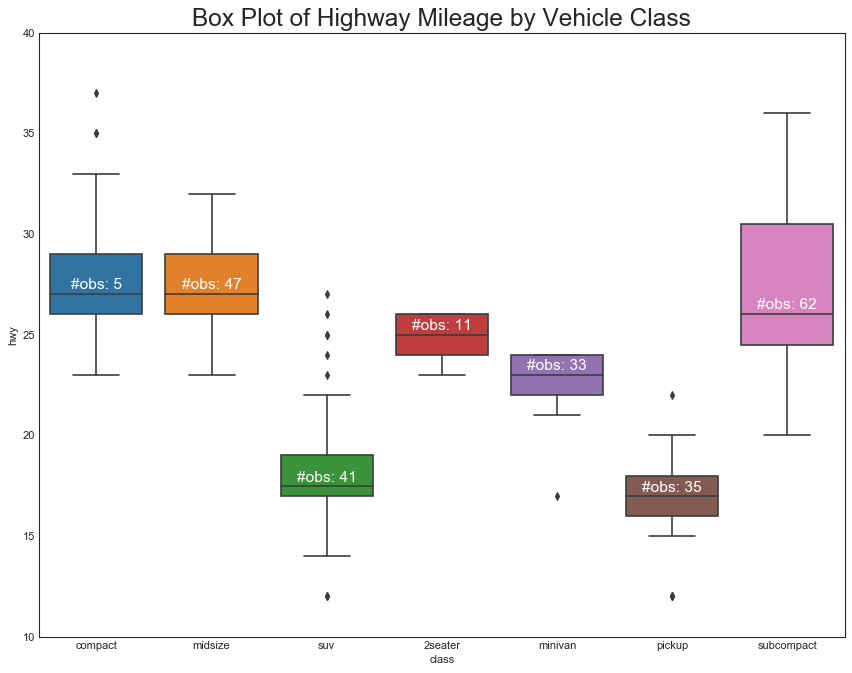 Box Plot of Highway Mileage by Vehicle Class
40
35
30
25
20
15
10
hwy
#obs: 5
#obs: 47
#obs: 41
#obs: 11
#obs: 33
#obs: 35
#obs: 62
compact midsize suv 2seater minivan pickup subcompact
class